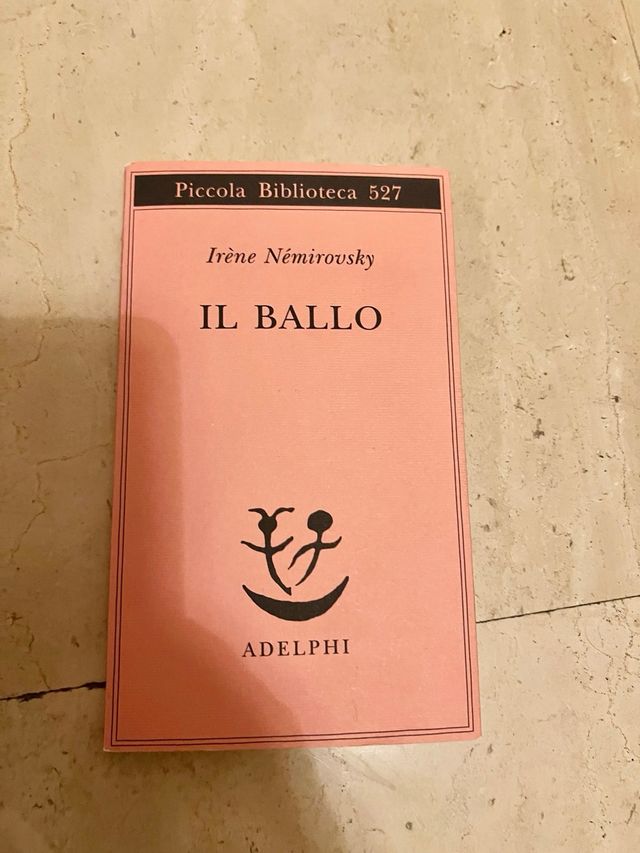 Piccola Biblioteca 527
Irène Némirovsky
IL BALLO
ADELPHI